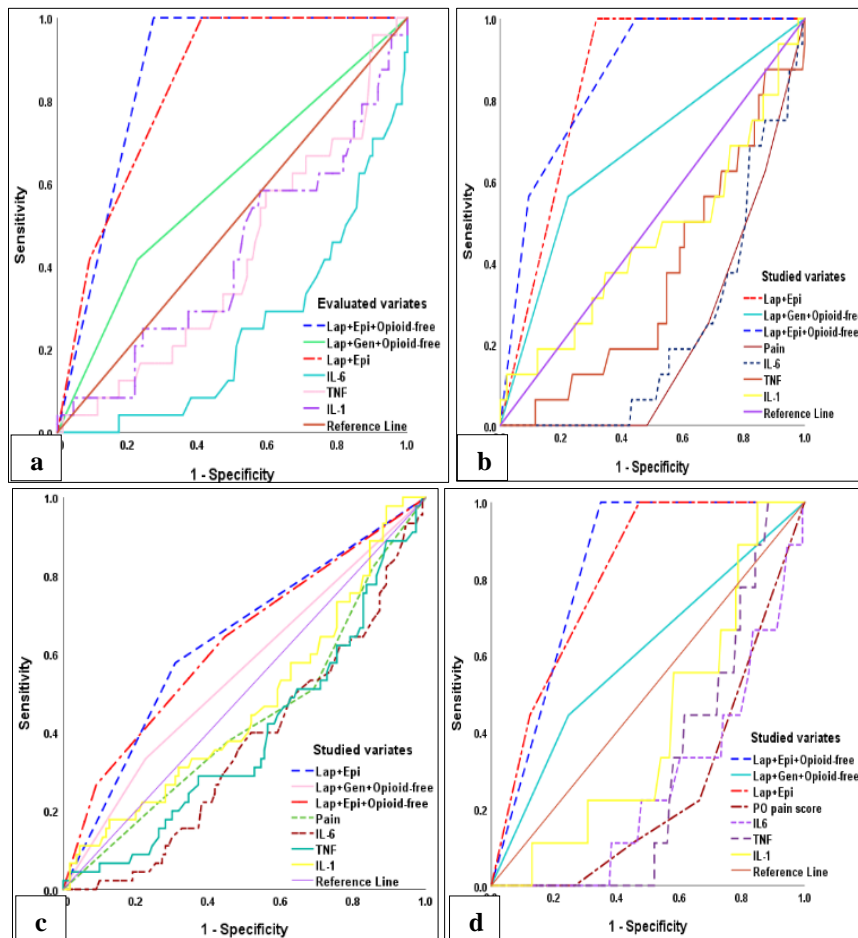 1.0
0.8
0.6
0.4
0.2
0.0
0.2
0.4
0.6
0.8
1.0
Sensitivity
1 - Specificity
Evaluated variates
Lap+Epi+Opioid-free
Lap+Gen+Opioid-free
Lap+Epi
IL-6
TNF
IL-1
Reference Line
a
1.0
0.8
0.6
0.4
0.2
0.0
0.2
0.4
0.6
0.8
1.0
Sensitivity
1 - Specificity
Studied variates
Lap+Epi
Lap+Gen+Opioid-free
Lap+Epi+Opioid-free
Pain
IL-6
TNF
IL-1
Reference Line
b
1.0
0.8
0.6
0.4
0.2
0.0
0.2
0.4
0.6
0.8
1.0
Sensitivity
1 - Specificity
Studied variates
Lap+Epi
Lap+Gen+Opioid-free
Lap+Epi+Opioid-free
Pain
IL-6
TNF
IL-1
Reference Line
c
1.0
0.8
0.6
0.4
0.2
0.0
0.2
0.4
0.6
0.8
1.0
Sensitivity
1 - Specificity
Studied variates
Lap+Epi+Opioid-free
Lap+Gen+Opioid-free
Lap+Epi
PO pain score
IL6
TNF
IL-1
Reference Line
d